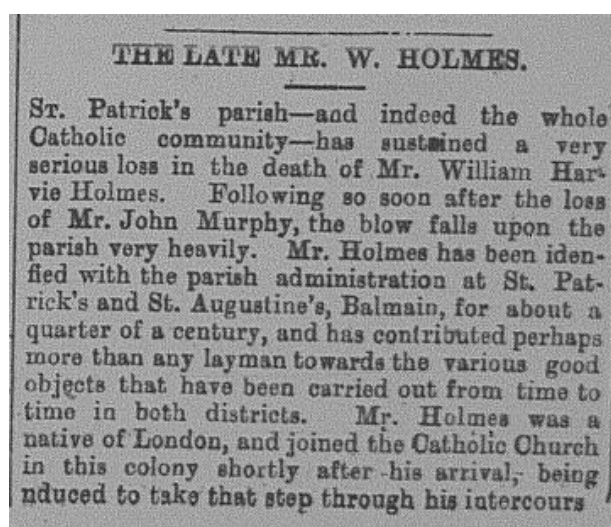 THE LATE MR. W. HOLMES.
ST. Patrick's parish—and indeed the whole
Catholic community—has sustained a very
serious loss in the death of Mr. William Har-
vie Holmes. Following so soon after the loss
of Mr. John Murphy, the blow falls upon the
parish very heavily. Mr. Holmes has been iden-
fied with the parish administration at St. Pat-
rick's and St. Augustine's, Balmain, for about a
quarter of a century, and has contributed perhaps
more than any layman towards the various good
objects that have been carried out from time to
time in both districts. Mr. Holmes was a
native of London, and joined the Catholic Church
in this colony shortly after his arrival, being
nduced to take that step through his intercours